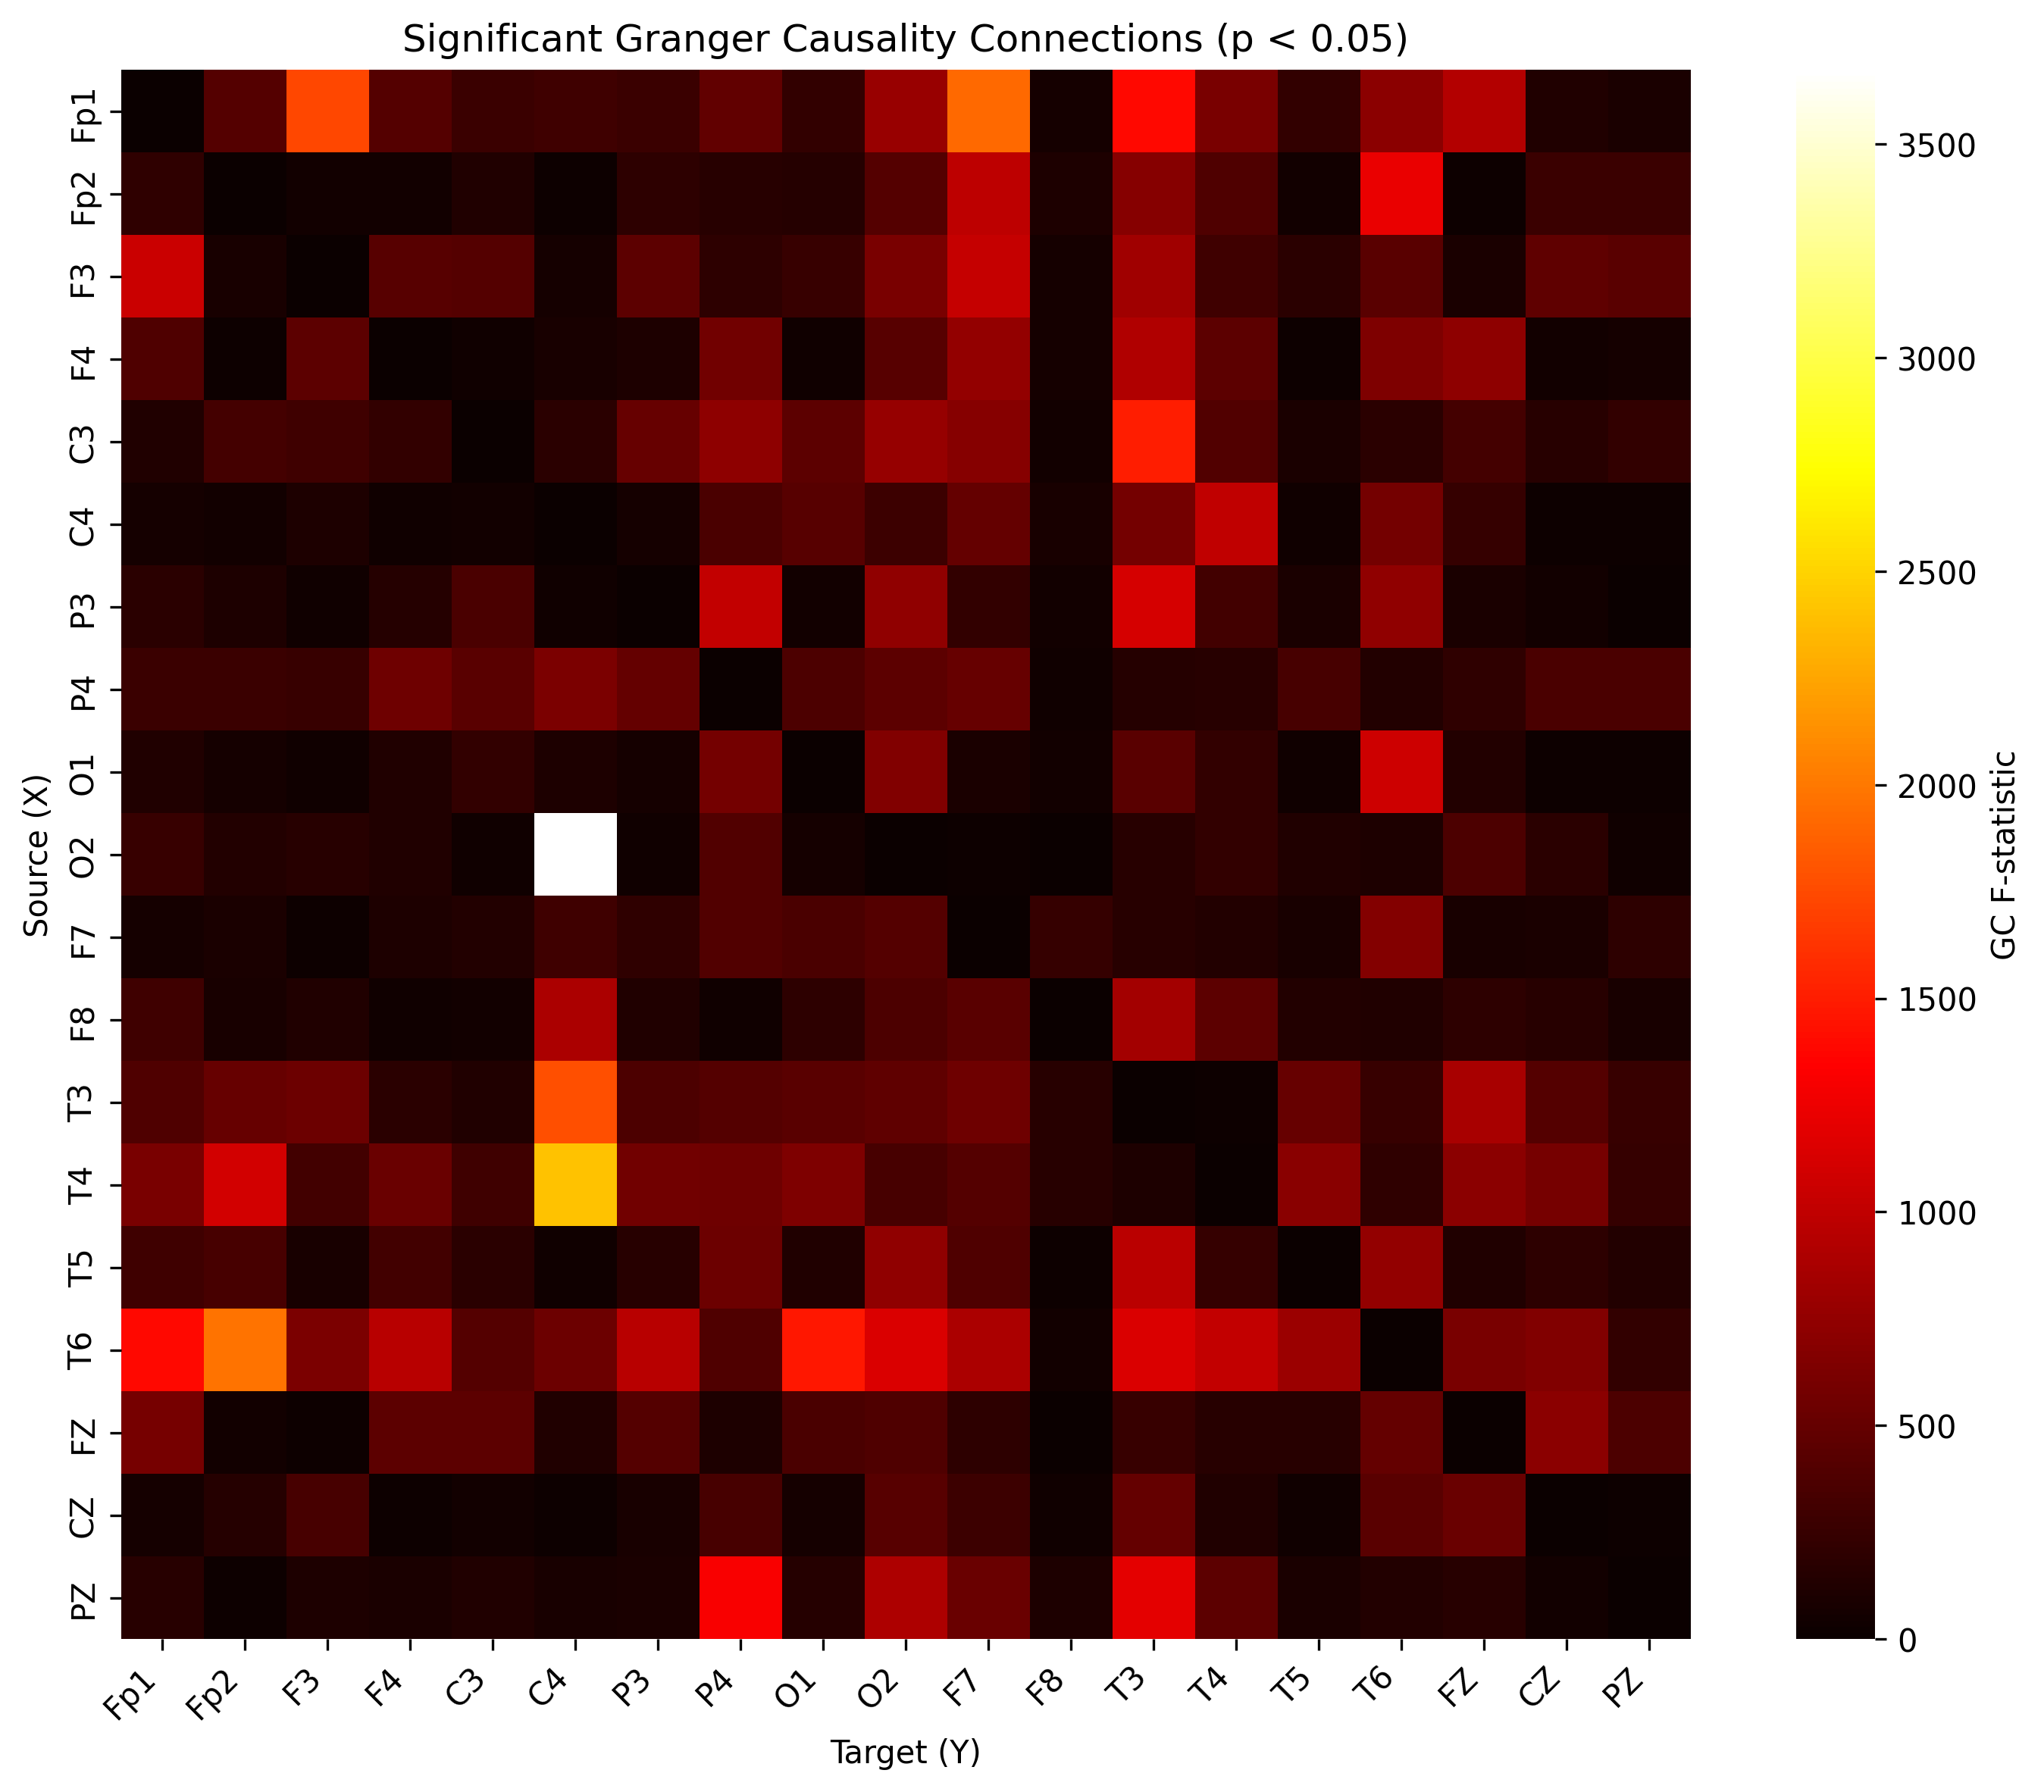 Significant Granger Causality Connections (p < 0.05)
Source (X)
Fp1
Fp2
F3
F4
C3
C4
P3
P4
O1
O2
F7
F8
T3
T4
T5
T6
FZ
CZ
PZ
Fp1 Fp2 F3 F4 C3 C4 P3 P4 O1 O2 F7 F8 T3 T4 T5 T6 FZ CZ PZ
Target (Y)
3500
3000
2500
2000
1500
1000
500
0
GC F-statistic